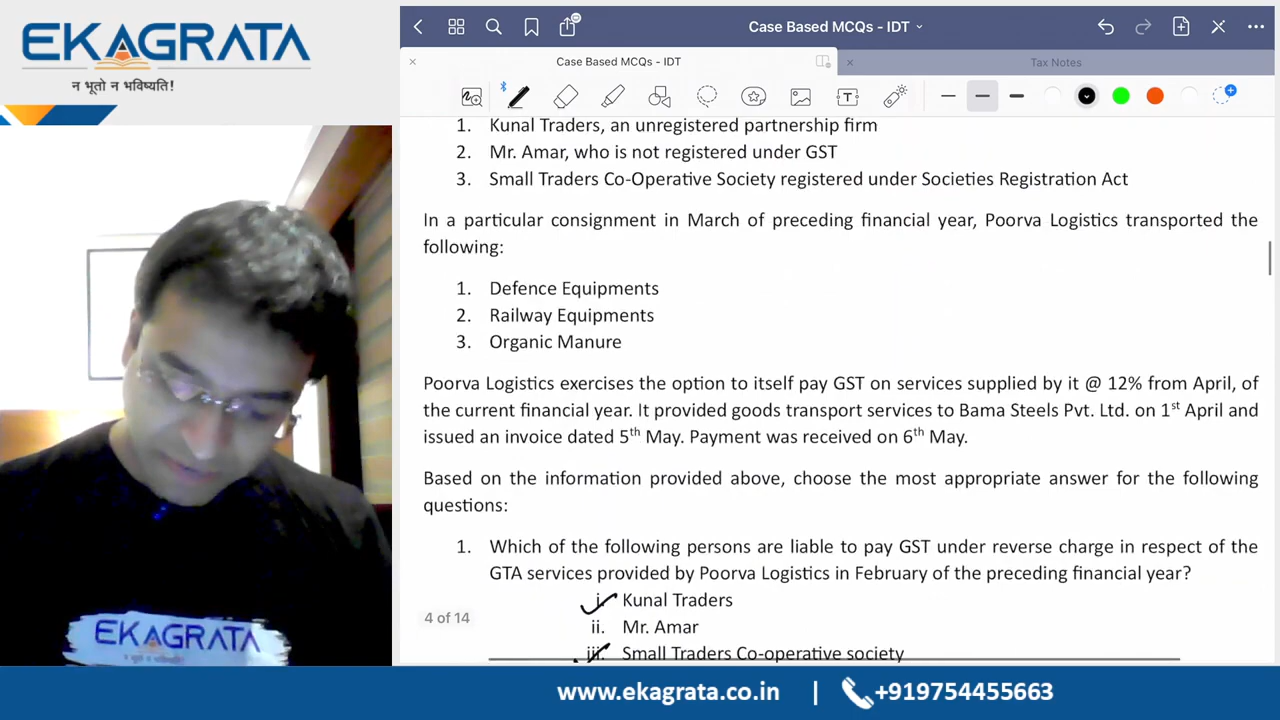 EKAGRATA
न भूतो न भविष्यति!
Case Based MCQs - IDT
Case Based MCQs - IDT
Tax Notes
1. Kunal Traders, an unregistered partnership firm
2. Mr. Amar, who is not registered under GST
3. Small Traders Co-Operative Society registered under Societies Registration Act
In a particular consignment in March of preceding financial year, Poorva Logistics transported the
following:
1. Defence Equipments
2. Railway Equipments
3. Organic Manure
Poorva Logistics exercises the option to itself pay GST on services supplied by it @ 12% from April, of
the current financial year. It provided goods transport services to Bama Steels Pvt. Ltd. on 1st April and
issued an invoice dated 5th May. Payment was received on 6th May.
Based on the information provided above, choose the most appropriate answer for the following
questions:
1. Which of the following persons are liable to pay GST under reverse charge in respect of the
GTA services provided by Poorva Logistics in February of the preceding financial year?
i. Kunal Traders
ii. Mr. Amar
iii. Small Traders Co-operative society
4 of 14
EKAGRATA
न भूतो न भविष्यति!
www.ekagrata.co.in | +919754455663